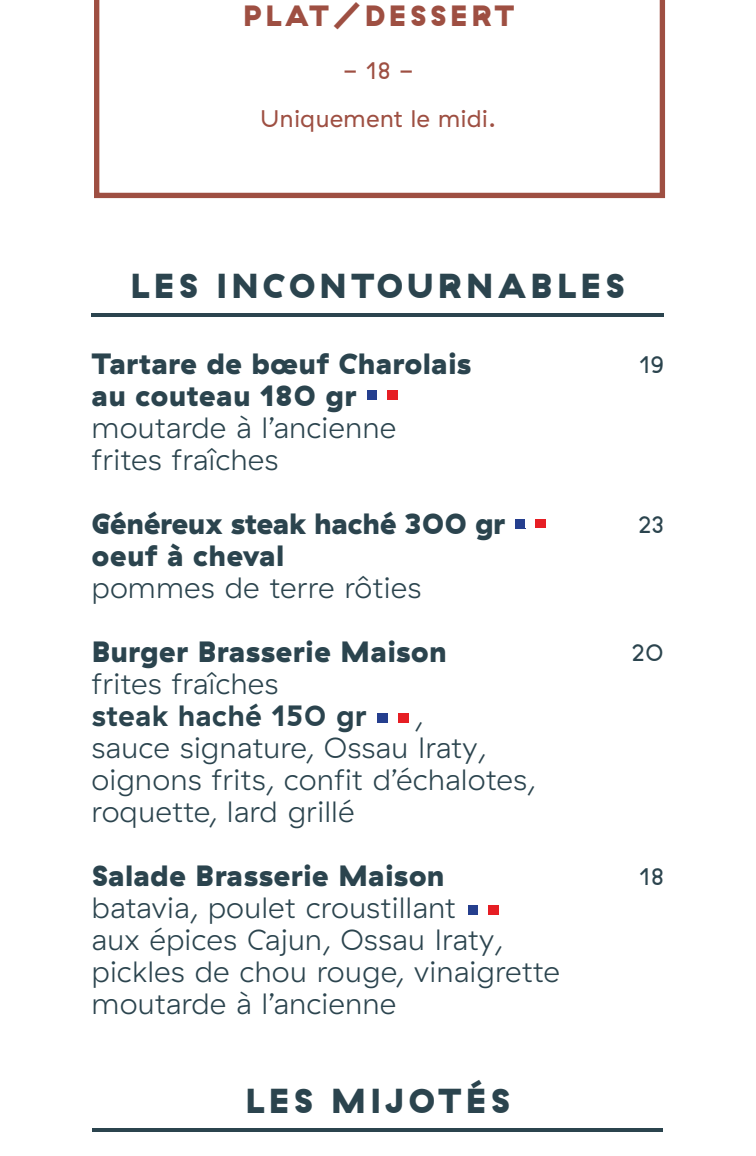 PLAT/DESSERT
– 18 –
Uniquement le midi.
LES INCONTOURNABLES
Tartare de bœuf Charolais 19
au couteau 180 gr
moutarde à l’ancienne
frites fraîches
Généreux steak haché 300 gr 23
oeuf à cheval
pommes de terre rôties
Burger Brasserie Maison 20
frites fraîches
steak haché 150 gr ,
sauce signature, Ossau Iraty,
oignons frits, confit d’échalotes,
roquette, lard grillé
Salade Brasserie Maison 18
batavia, poulet croustillant
aux épices Cajun, Ossau Iraty,
pickles de chou rouge, vinaigrette
moutarde à l’ancienne
LES MIJOTÉS